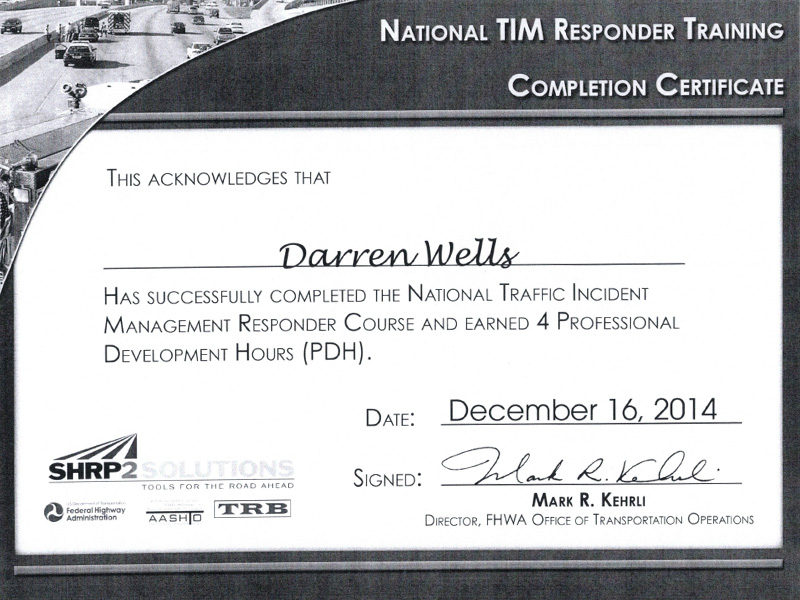 National TIM Responder Training
Completion Certificate
This acknowledges that
Darren Wells
Has successfully completed the National Traffic Incident
Management Responder Course and earned 4 Professional
Development Hours (PDH).
Date: December 16, 2014
Signed: Mark R. Kehrli
Mark R. Kehrli
Director, FHWA Office of Transportation Operations
SHRP2 SOLUTIONS
TOOLS FOR THE ROAD AHEAD
Federal Highway
Administration
AASHTO
TRB